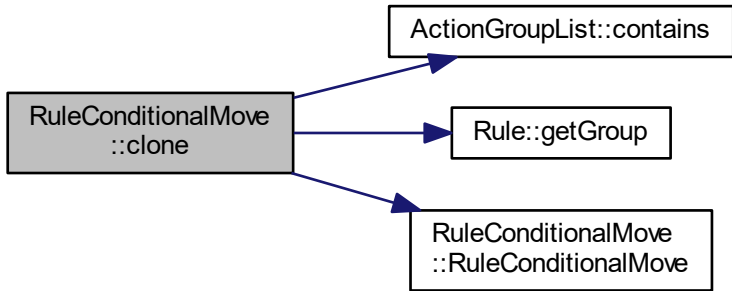 RuleConditionalMove
::clone
ActionGroupList::contains
Rule::getGroup
RuleConditionalMove
::RuleConditionalMove